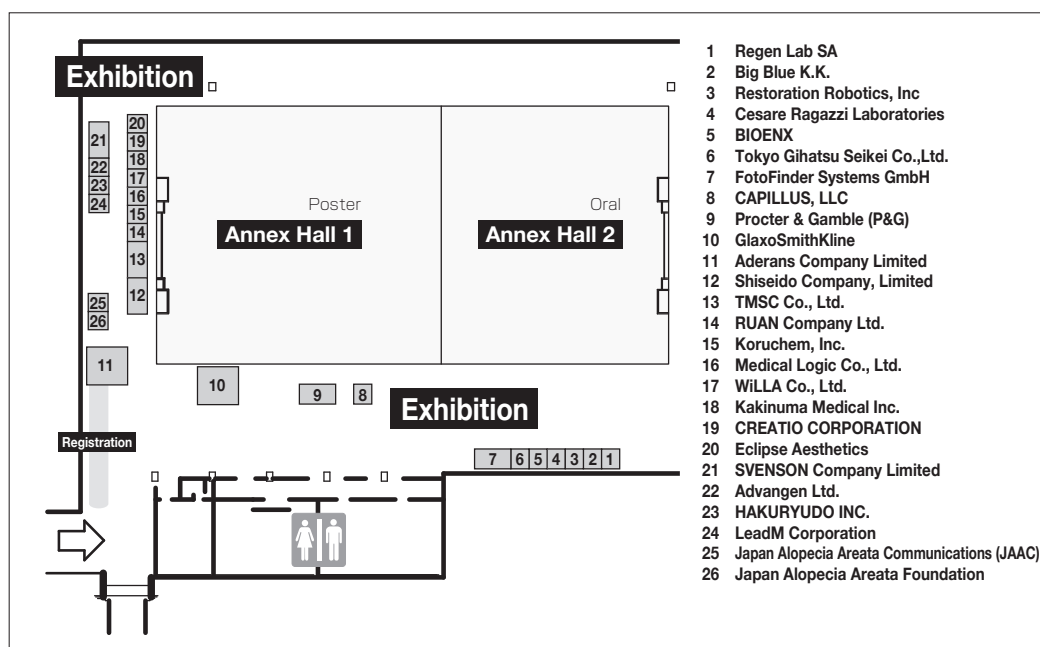 Exhibition
20
19
18
17
16
15
14
13
12
21
22
23
24
25
26
11
Registration
Poster
Annex Hall 1
Oral
Annex Hall 2
10
9
8
Exhibition
7 6 5 4 3 2 1
1 Regen Lab SA
2 Big Blue K.K.
3 Restoration Robotics, Inc
4 Cesare Ragazzi Laboratories
5 BIOENX
6 Tokyo Gihatsu Seikei Co.,Ltd.
7 FotoFinder Systems GmbH
8 CAPILLUS, LLC
9 Procter & Gamble (P&G)
10 GlaxoSmithKline
11 Aderans Company Limited
12 Shiseido Company, Limited
13 TMSC Co., Ltd.
14 RUAN Company Ltd.
15 Koruchem, Inc.
16 Medical Logic Co., Ltd.
17 WiLLA Co., Ltd.
18 Kakinuma Medical Inc.
19 CREATIO CORPORATION
20 Eclipse Aesthetics
21 SVENSON Company Limited
22 Advangen Ltd.
23 HAKURYUDO INC.
24 LeadM Corporation
25 Japan Alopecia Areata Communications (JAAC)
26 Japan Alopecia Areata Foundation